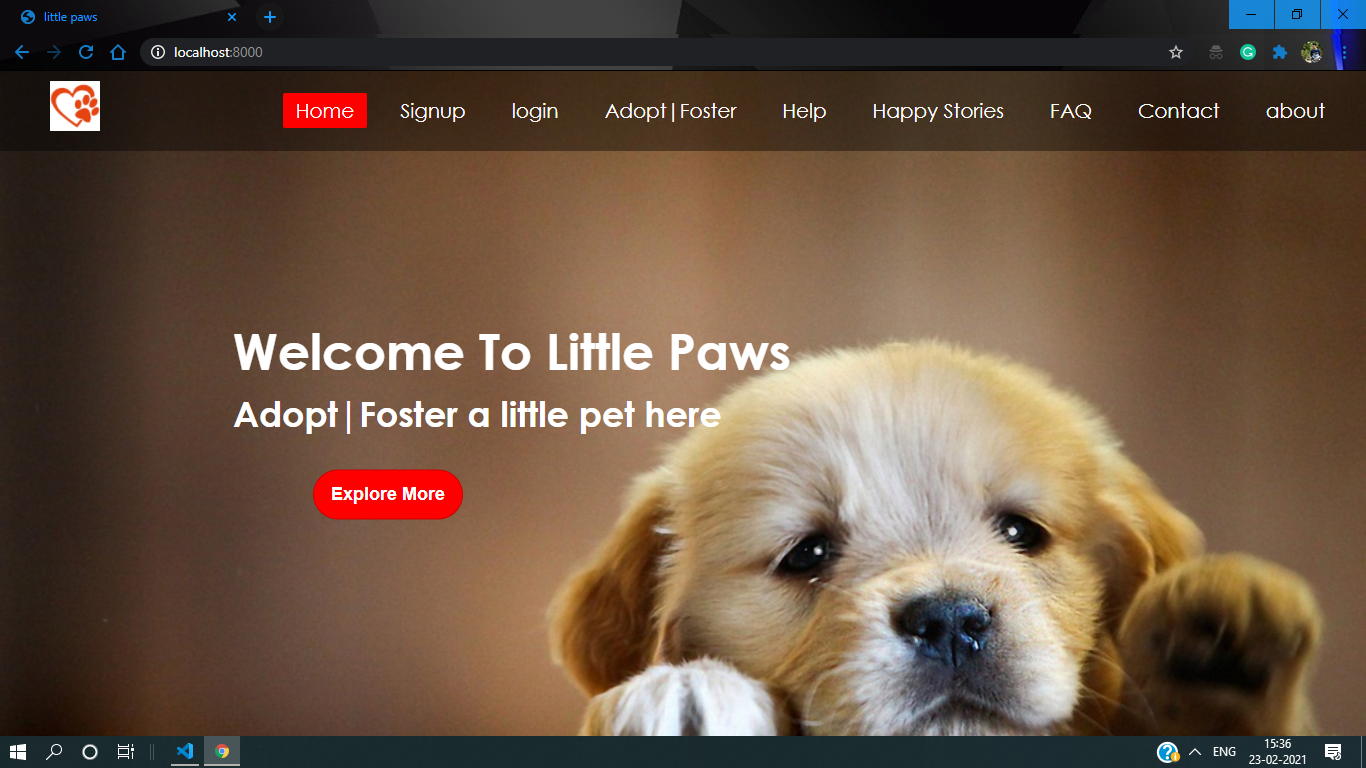 little paws
localhost:8000
Home Signup login Adopt|Foster Help Happy Stories FAQ Contact about
Welcome To Little Paws
Adopt|Foster a little pet here
Explore More
ENG
15:36
23-02-2021